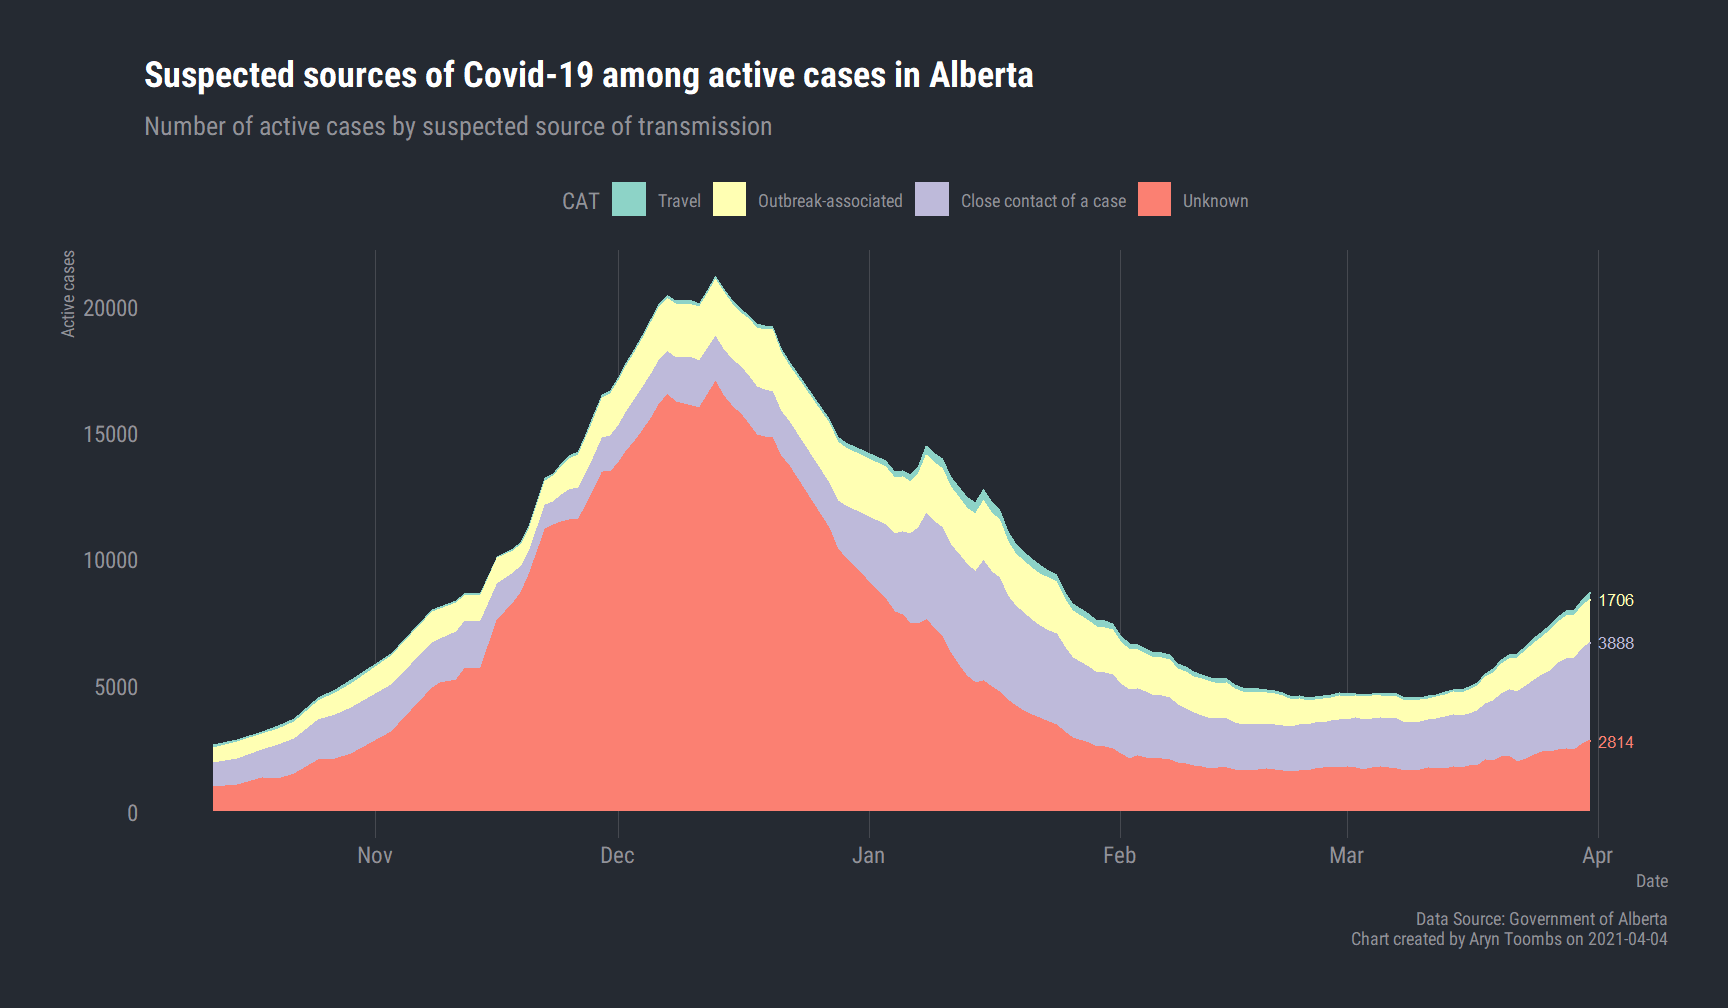 Suspected sources of Covid-19 among active cases in Alberta
Number of active cases by suspected source of transmission
CAT Travel Outbreak-associated Close contact of a case Unknown
Active cases
20000
15000
10000
5000
0
1706
3888
2814
Nov Dec Jan Feb Mar Apr
Date
Data Source: Government of Alberta
Chart created by Aryn Toombs on 2021-04-04